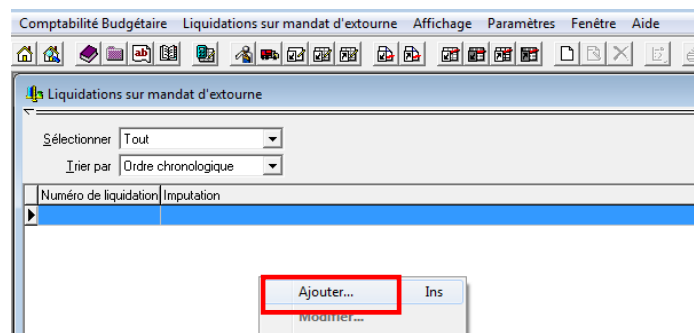 Comptabilité Budgétaire Liquidations sur mandat d'extourne Affichage Paramètres Fenêtre Aide
Liquidations sur mandat d'extourne
Sélectionner Tout
Trier par Ordre chronologique
Numéro de liquidation Imputation
Ajouter... Ins
Modifier...